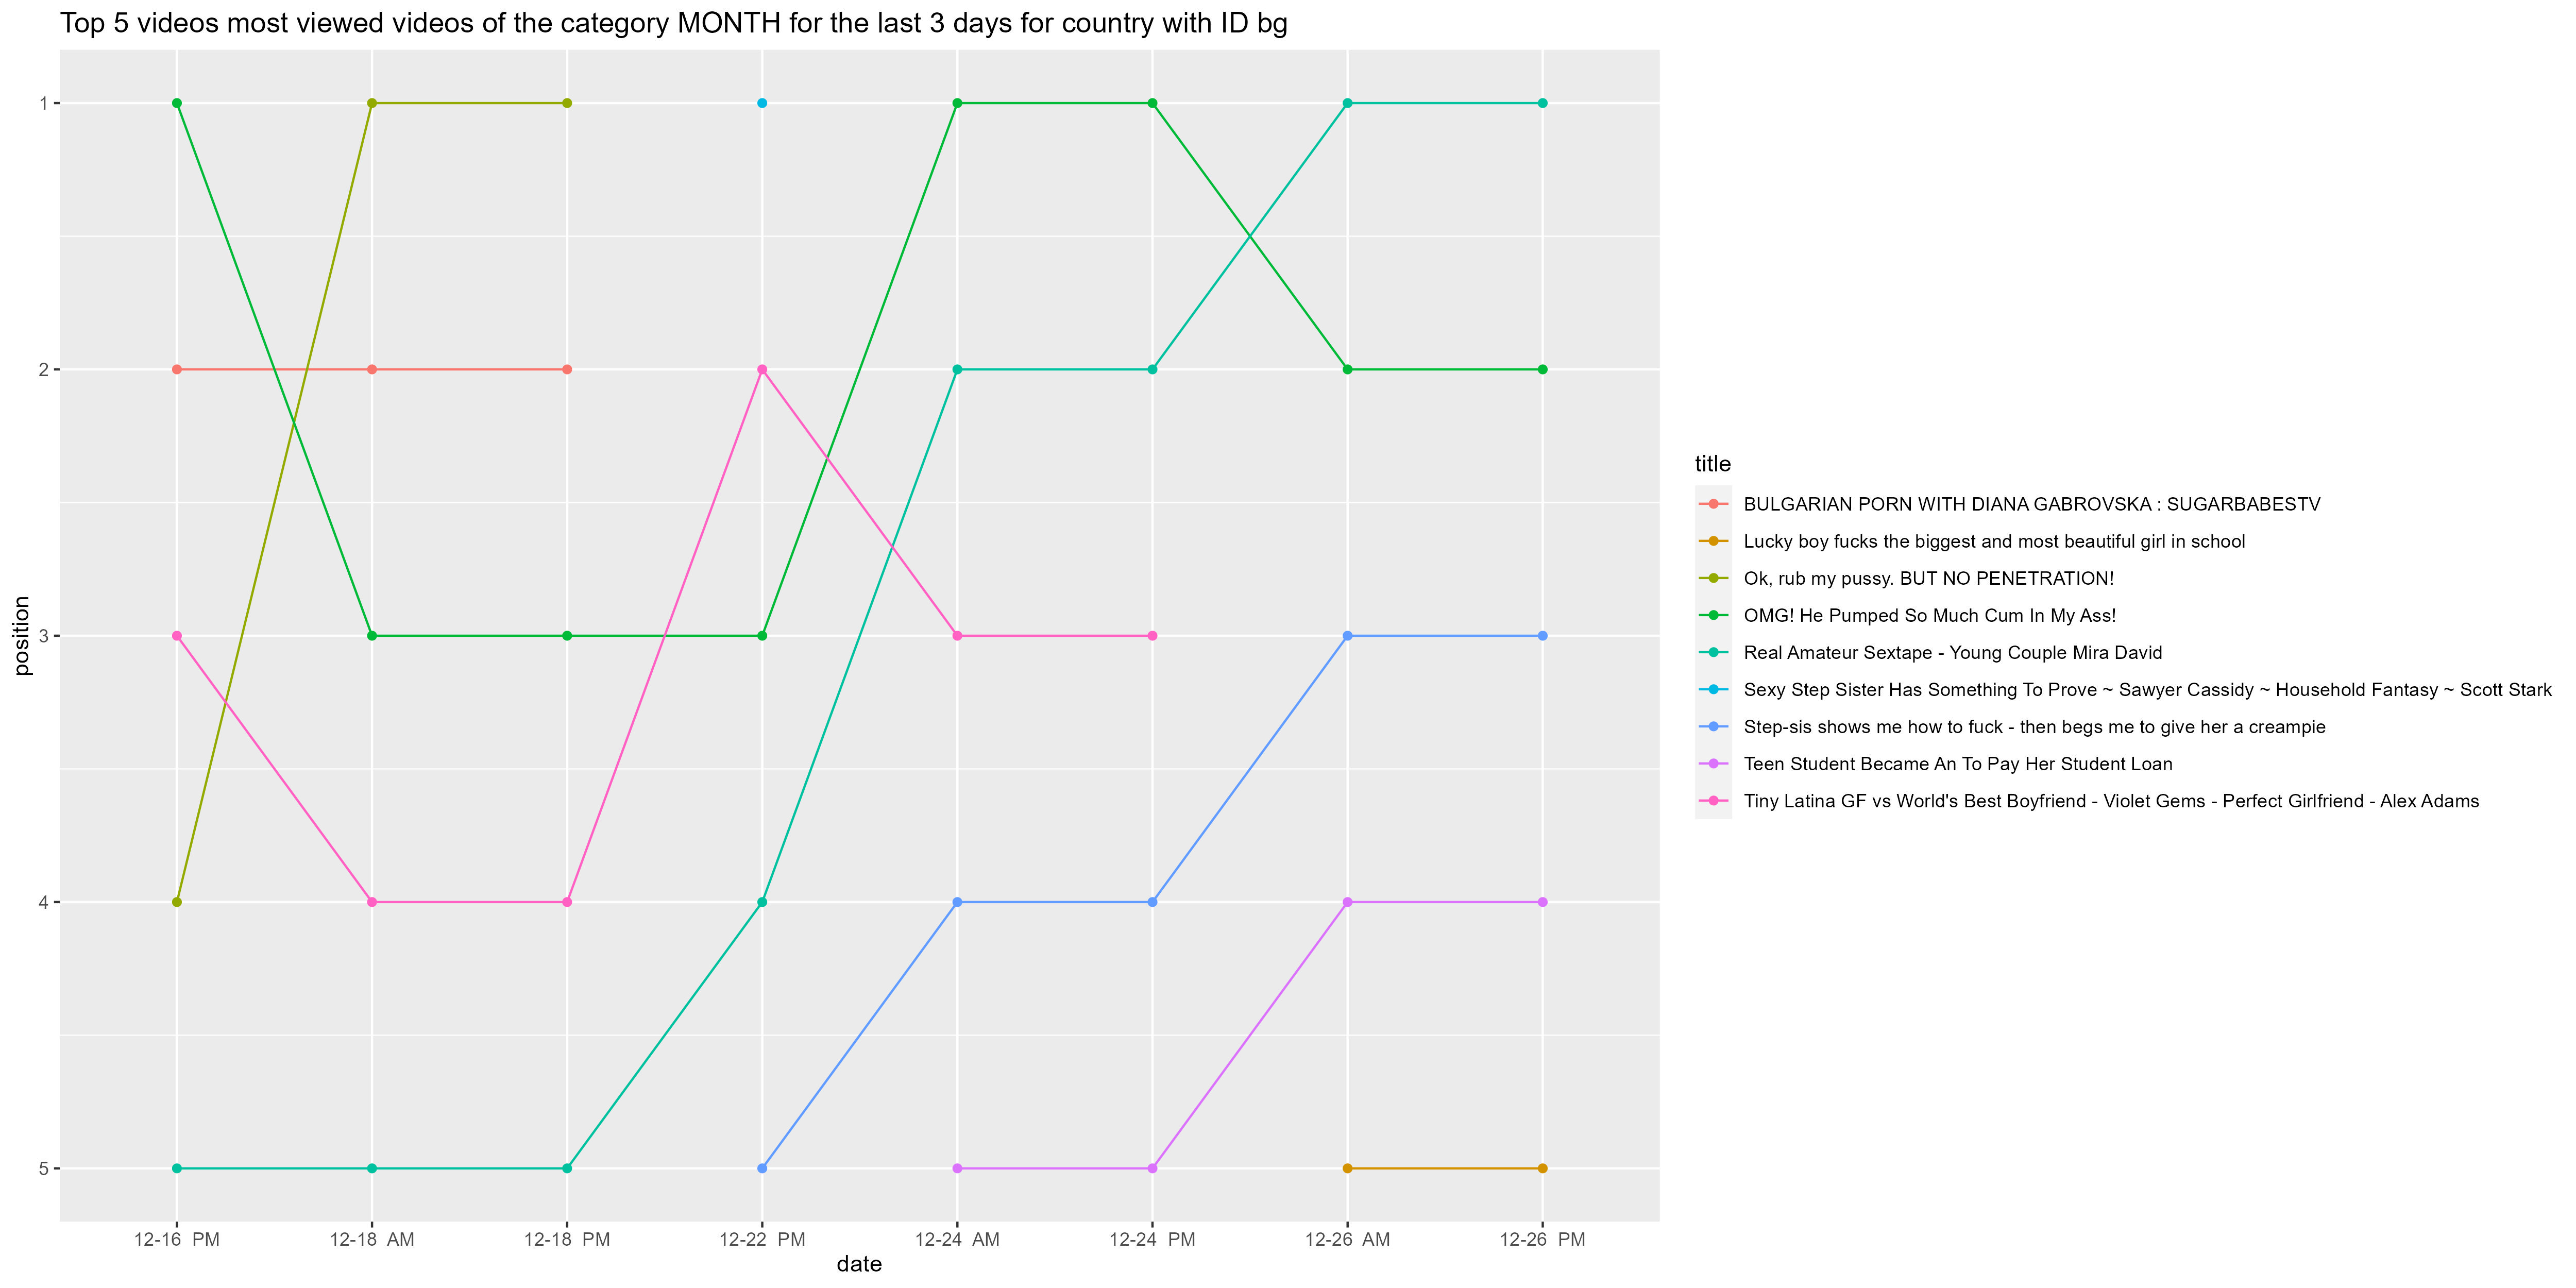 Top 5 videos most viewed videos of the category MONTH for the last 3 days for country with ID bg
position
1
2
3
4
5
12-16 PM
12-18 AM
12-18 PM
12-22 PM
12-24 AM
12-24 PM
12-26 AM
12-26 PM
date
title
BULGARIAN PORN WITH DIANA GABROVSKA : SUGARBABESTV
Lucky boy fucks the biggest and most beautiful girl in school
Ok, rub my pussy. BUT NO PENETRATION!
OMG! He Pumped So Much Cum In My Ass!
Real Amateur Sextape - Young Couple Mira David
Sexy Step Sister Has Something To Prove ~ Sawyer Cassidy ~ Household Fantasy ~ Scott Stark
Step-sis shows me how to fuck - then begs me to give her a creampie
Teen Student Became An To Pay Her Student Loan
Tiny Latina GF vs World's Best Boyfriend - Violet Gems - Perfect Girlfriend - Alex Adams